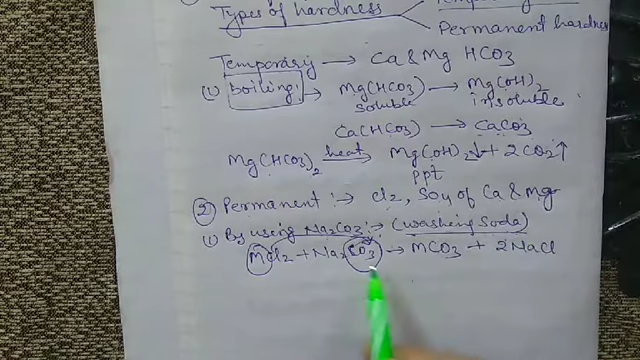 Types of hardness
Permanent hardness
Temporary → Ca & Mg HCO3
(1) Boiling: → Mg(HCO3) → Mg(OH)2
soluble insoluble
Ca(HCO3) → CaCO3
Mg(HCO3)2 heat→ Mg(OH)2↓ + 2CO2↑
ppt
② Permanent :→ Cl2, SO4 of Ca & Mg
(1) By using Na2CO3 :→ (washing soda)
MCl2 + Na2CO3 → MCO3 + 2NaCl